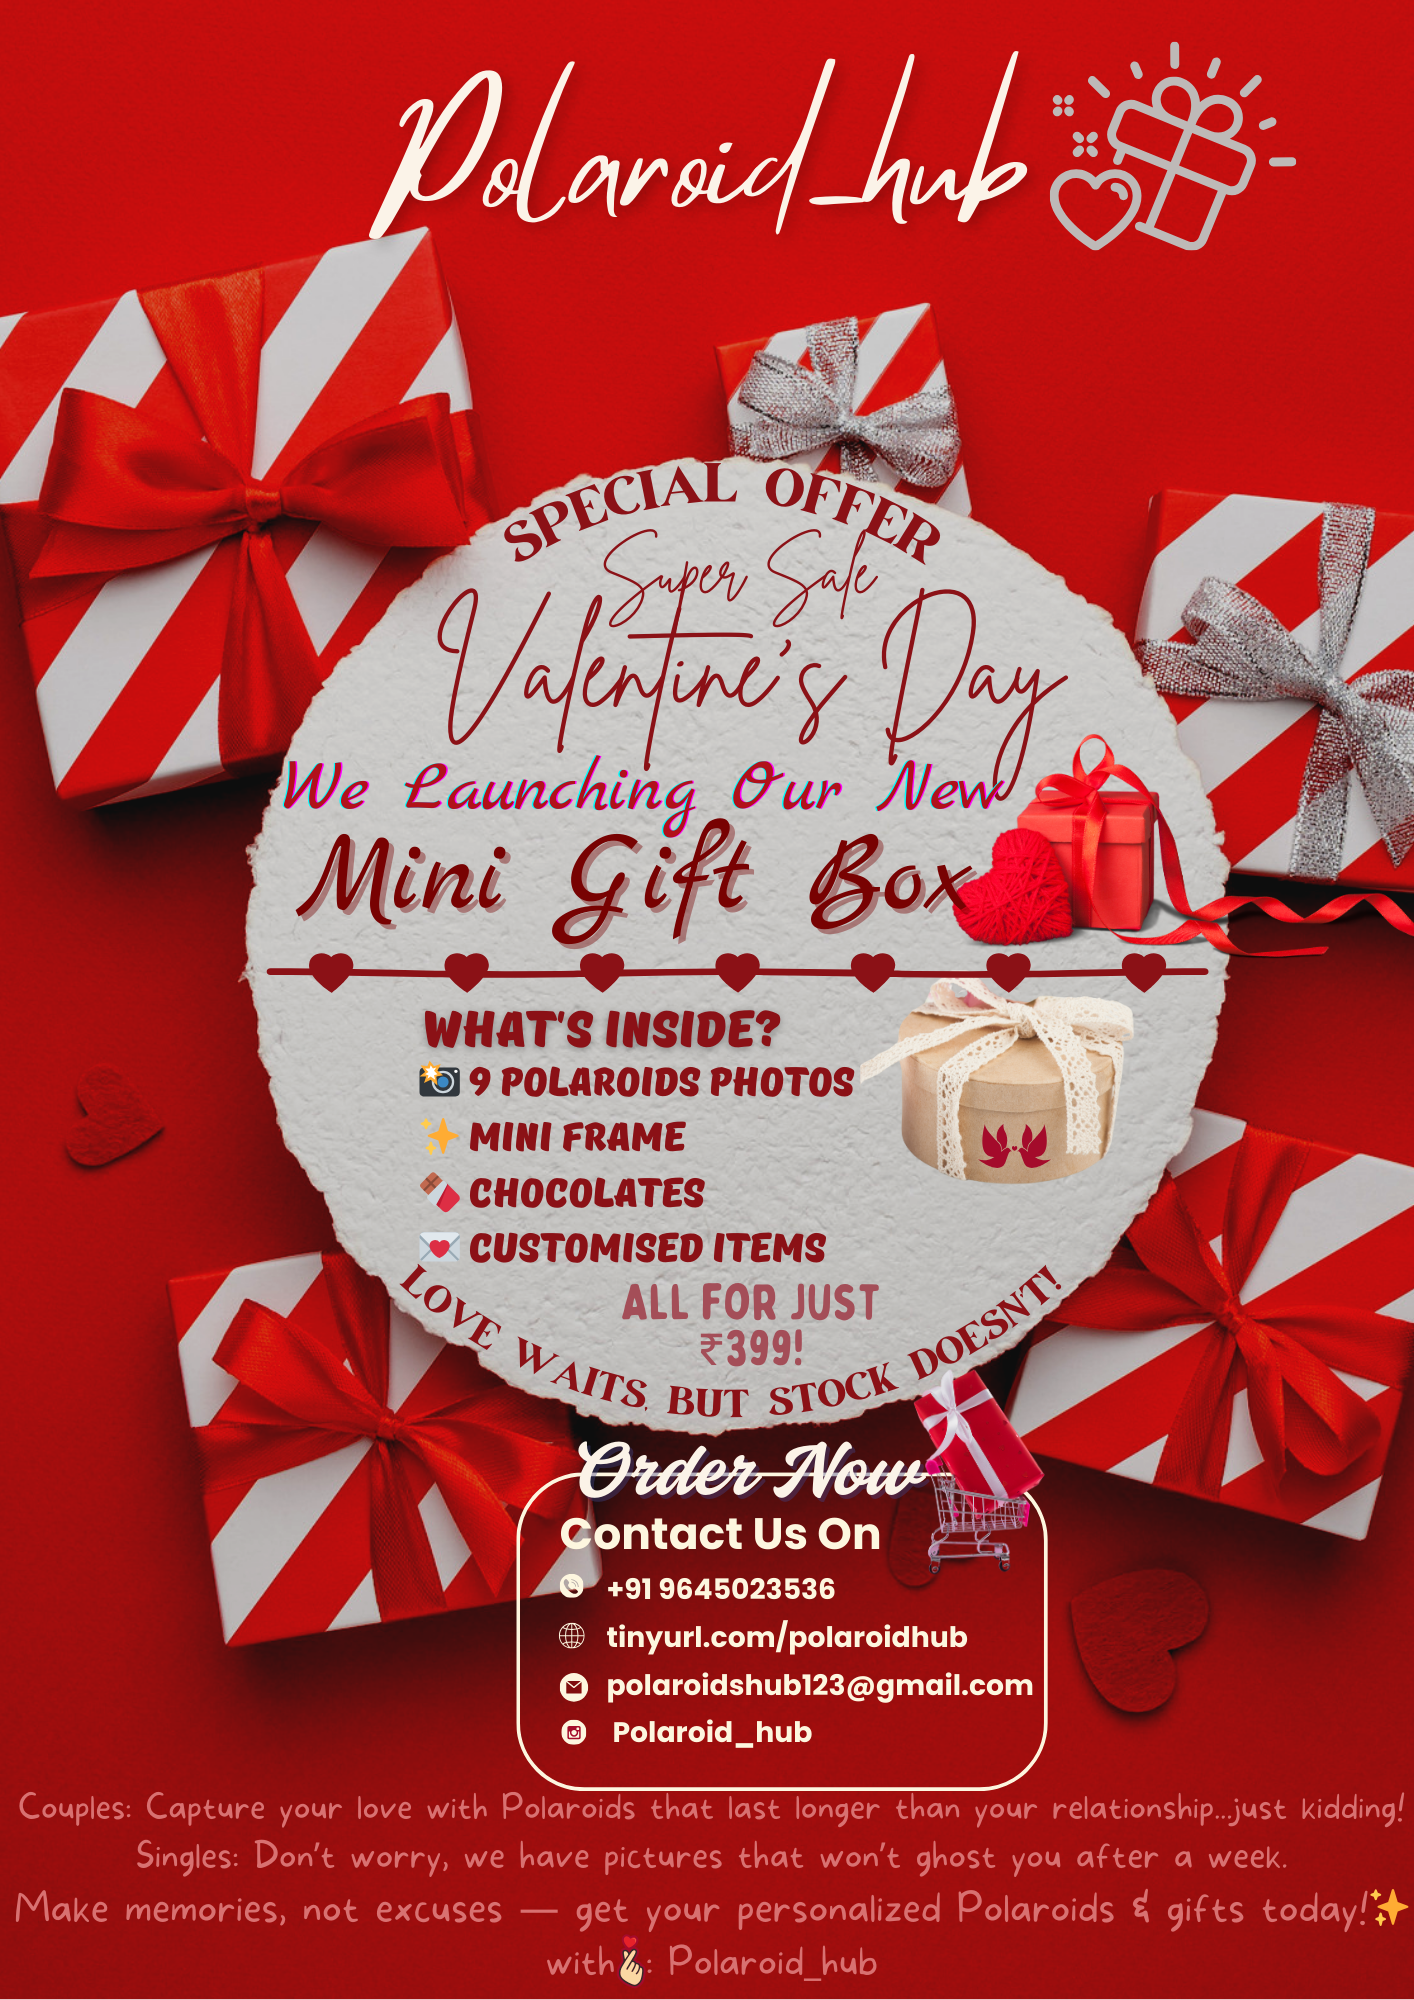 Polaroid_hub
SPECIAL OFFER
Super Sale
Valentine's Day
We Launching Our New
Mini Gift Box
WHAT'S INSIDE?
📸 9 POLAROIDS PHOTOS
✨ MINI FRAME
🍫 CHOCOLATES
💌 CUSTOMISED ITEMS
ALL FOR JUST
₹399!
LOVE WAITS, BUT STOCK DOESNT!
Order Now
Contact Us On
+91 9645023536
tinyurl.com/polaroidhub
polaroidshub123@gmail.com
Polaroid_hub
Couples: Capture your love with Polaroids that last longer than your relationship...just kidding!
Singles: Don't worry, we have pictures that won't ghost you after a week.
Make memories, not excuses — get your personalized Polaroids & gifts today!✨
with🫰: Polaroid_hub